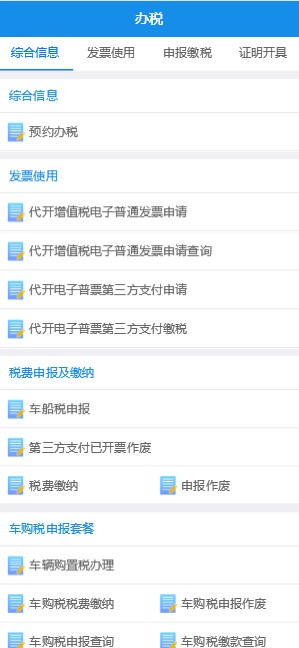 办税
综合信息 发票使用 申报缴税 证明开具
综合信息
预约办税
发票使用
代开增值税电子普通发票申请
代开增值税电子普通发票申请查询
代开电子普票第三方支付申请
代开电子普票第三方支付缴税
税费申报及缴纳
车船税申报
第三方支付已开票作废
税费缴纳 申报作废
车购税申报套餐
车辆购置税办理
车购税税费缴纳 车购税申报作废
车购税申报查询 车购税缴款查询